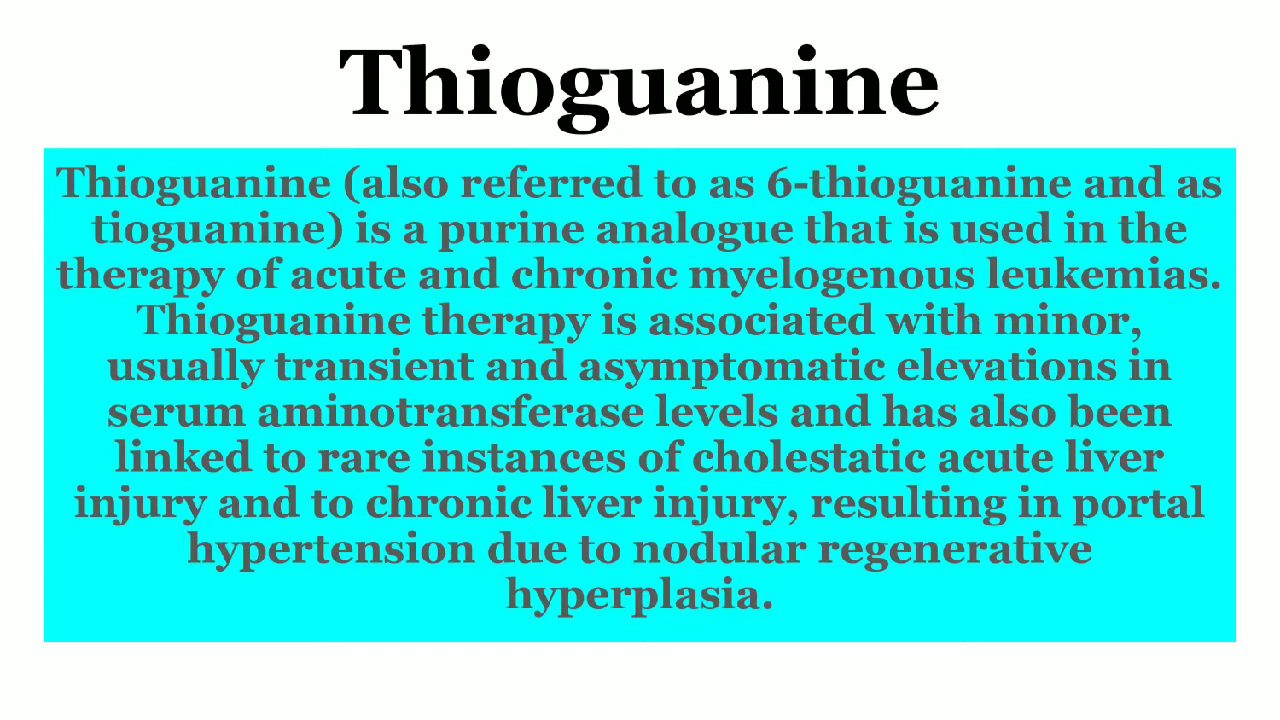 Thioguanine
Thioguanine (also referred to as 6-thioguanine and as
tioguanine) is a purine analogue that is used in the
therapy of acute and chronic myelogenous leukemias.
Thioguanine therapy is associated with minor,
usually transient and asymptomatic elevations in
serum aminotransferase levels and has also been
linked to rare instances of cholestatic acute liver
injury and to chronic liver injury, resulting in portal
hypertension due to nodular regenerative
hyperplasia.